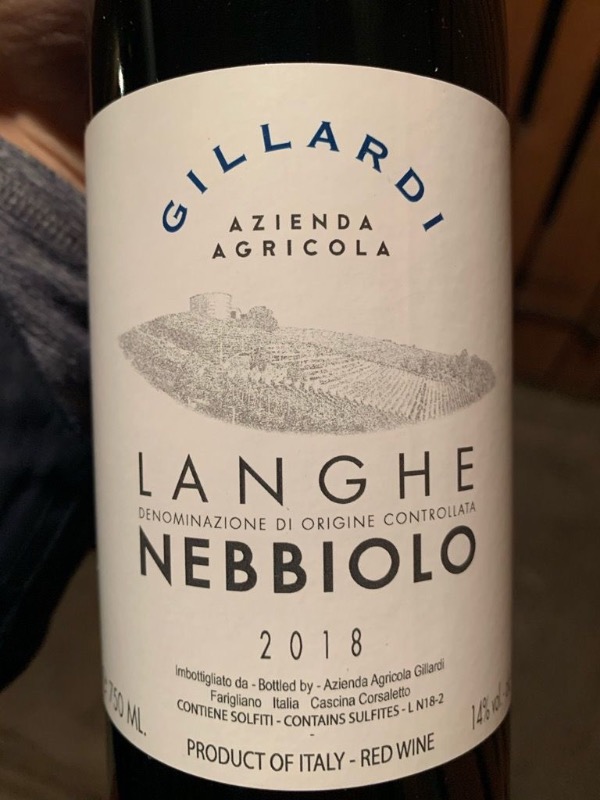 GILLARDI
AZIENDA
AGRICOLA
LANGHE
DENOMINAZIONE DI ORIGINE CONTROLLATA
NEBBIOLO
2018
Imbottigliato da - Bottled by - Azienda Agricola Gillardi
Farigliano Italia Cascina Corsaletto
CONTIENE SOLFITI - CONTAINS SULFITES - L N18-2
750 ML.
14% vol.
PRODUCT OF ITALY - RED WINE